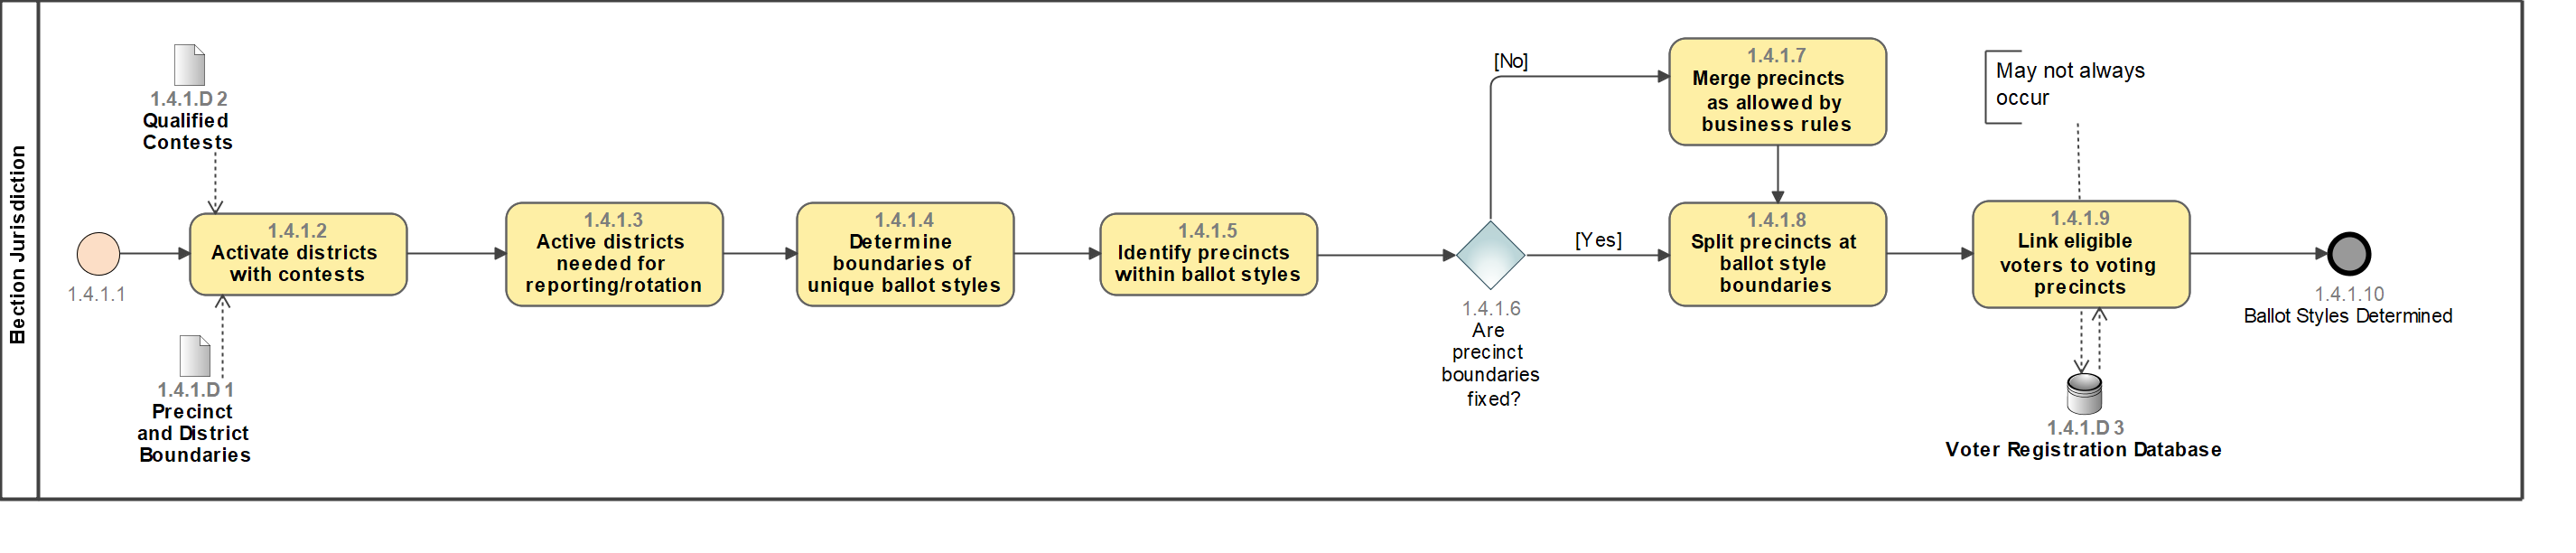 Election Jurisdiction
1.4.1.D 2
Qualified
Contests
1.4.1.1
1.4.1.D 1
Precinct
and District
Boundaries
1.4.1.2
Activate districts
with contests
1.4.1.3
Active districts
needed for
reporting/rotation
1.4.1.4
Determine
boundaries of
unique ballot styles
1.4.1.5
Identify precincts
within ballot styles
1.4.1.6
Are
precinct
boundaries
fixed?
[No]
[Yes]
1.4.1.7
Merge precincts
as allowed by
business rules
1.4.1.8
Split precincts at
ballot style
boundaries
May not always
occur
1.4.1.9
Link eligible
voters to voting
precincts
1.4.1.D 3
Voter Registration Database
1.4.1.10
Ballot Styles Determined